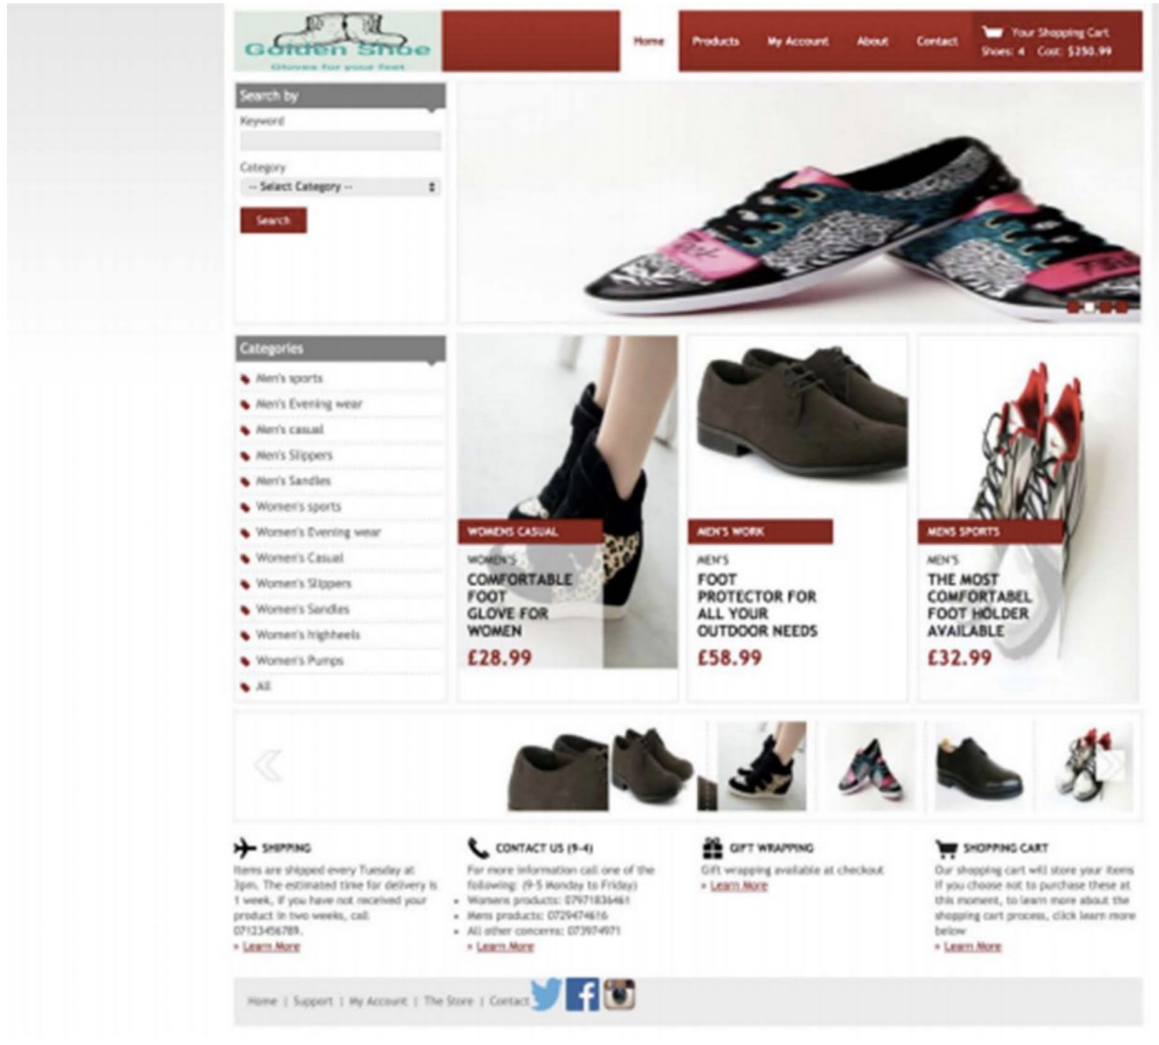 Golden Shoe
Gloves for your feet
Home
Products
My Account
About
Contact
Your Shopping Cart
Shoes: 4 Cost: $250.99
Search by
Keyword
Category
-- Select Category --
Search
Categories
Men's sports
Men's Evening wear
Men's casual
Men's Slippers
Men's Sandles
Women's sports
Women's Evening wear
Women's Casual
Women's Slippers
Women's Sandles
Women's highheels
Women's Pumps
All
WOMENS CASUAL
WOMEN'S
COMFORTABLE
FOOT
GLOVE FOR
WOMEN
£28.99
MEN'S WORK
MEN'S
FOOT
PROTECTOR FOR
ALL YOUR
OUTDOOR NEEDS
£58.99
MENS SPORTS
MEN'S
THE MOST
COMFORTABEL
FOOT HOLDER
AVAILABLE
£32.99
SHIPPING
Items are shipped every Tuesday at
3pm. The estimated time for delivery is
1 week, if you have not received your
product in two weeks, call
07123456789.
» Learn More
CONTACT US (9-4)
For more information call one of the
following: (9-5 Monday to Friday)
• Womens products: 07971836461
• Mens products: 0729474616
• All other concerns: 073974971
» Learn More
GIFT WRAPPING
Gift wrapping available at checkout
» Learn More
SHOPPING CART
Our shopping cart will store your items
if you choose not to purchase these at
this moment, to learn more about the
shopping cart process, click learn more
below
» Learn More
Home | Support | My Account | The Store | Contact